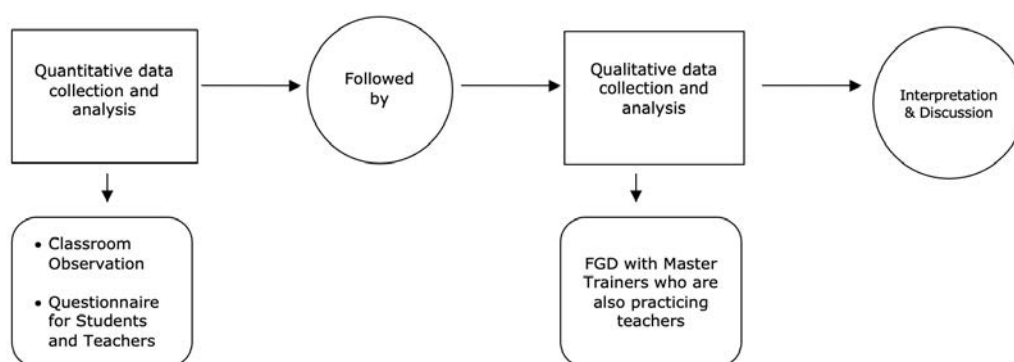 Quantitative data
collection and
analysis
Followed
by
Qualitative data
collection and
analysis
Interpretation
& Discussion
• Classroom
Observation
• Questionnaire
for Students
and Teachers
FGD with Master
Trainers who are
also practicing
teachers